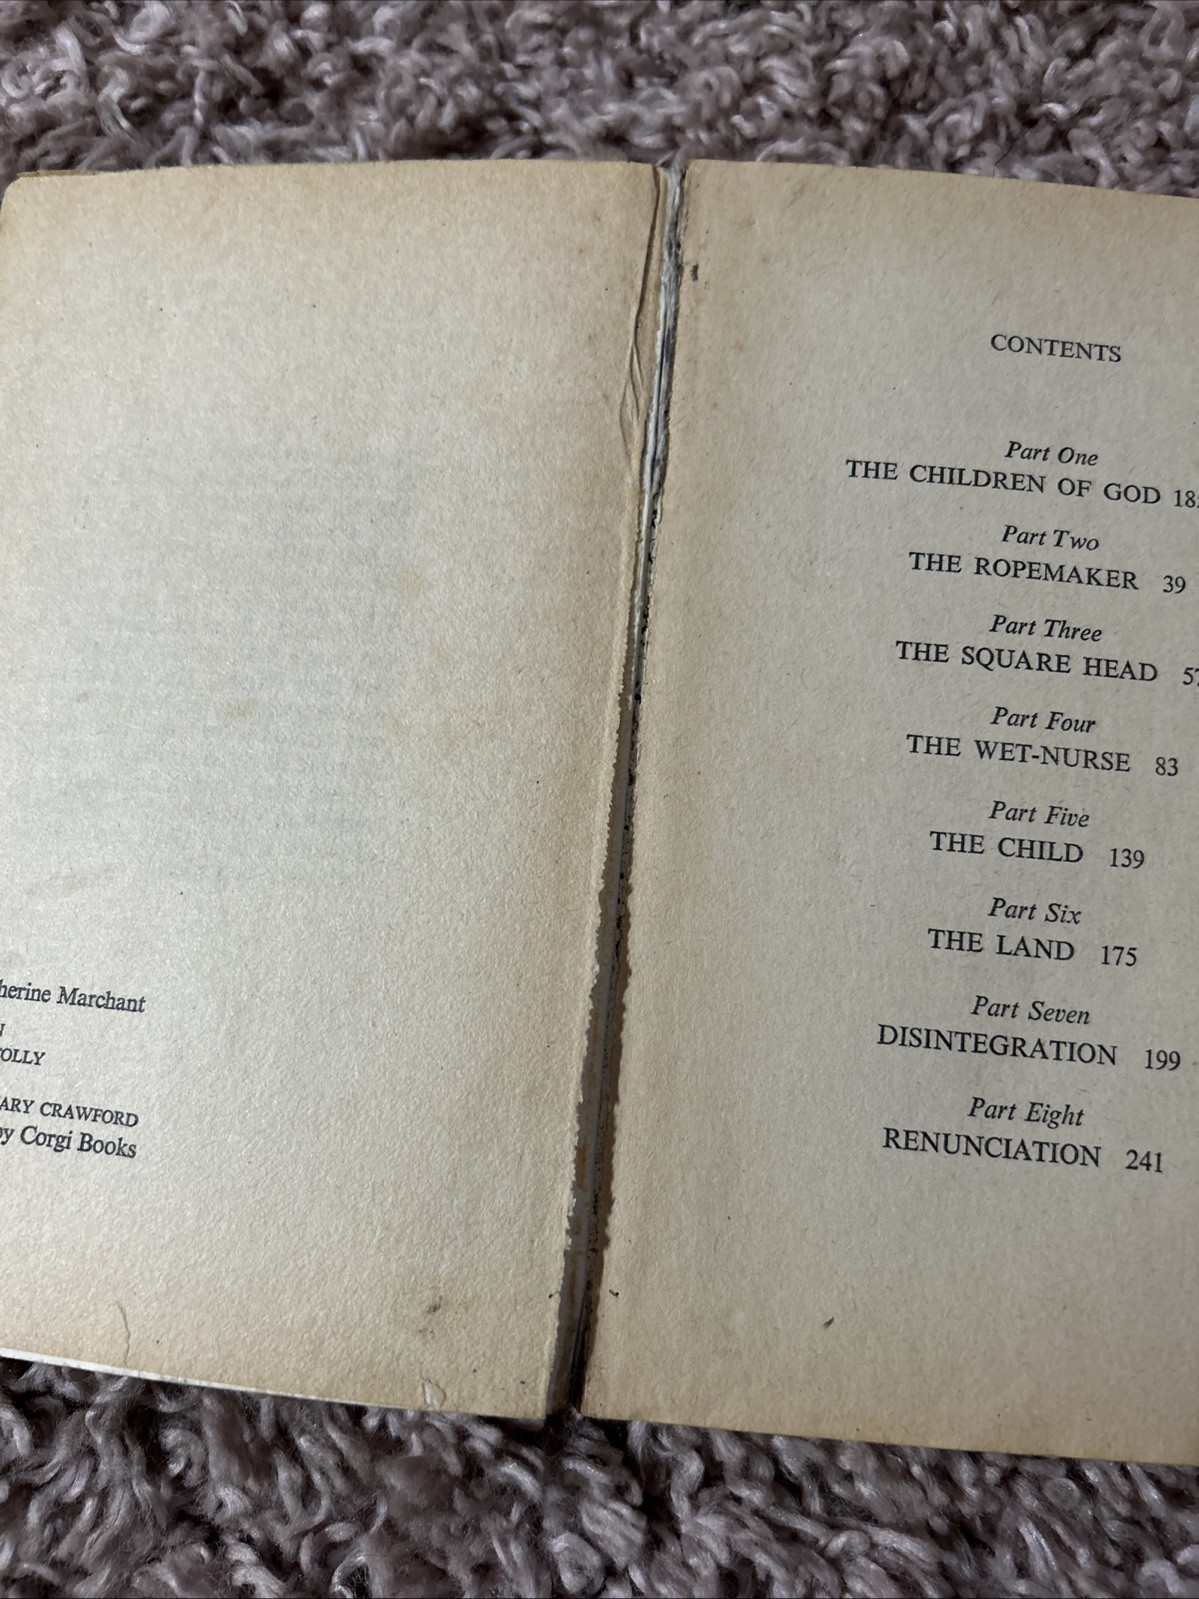 herine Marchant
OLLY
ARY CRAWFORD
by Corgi Books
CONTENTS
Part One
THE CHILDREN OF GOD 18
Part Two
THE ROPEMAKER 39
Part Three
THE SQUARE HEAD 57
Part Four
THE WET-NURSE 83
Part Five
THE CHILD 139
Part Six
THE LAND 175
Part Seven
DISINTEGRATION 199
Part Eight
RENUNCIATION 241